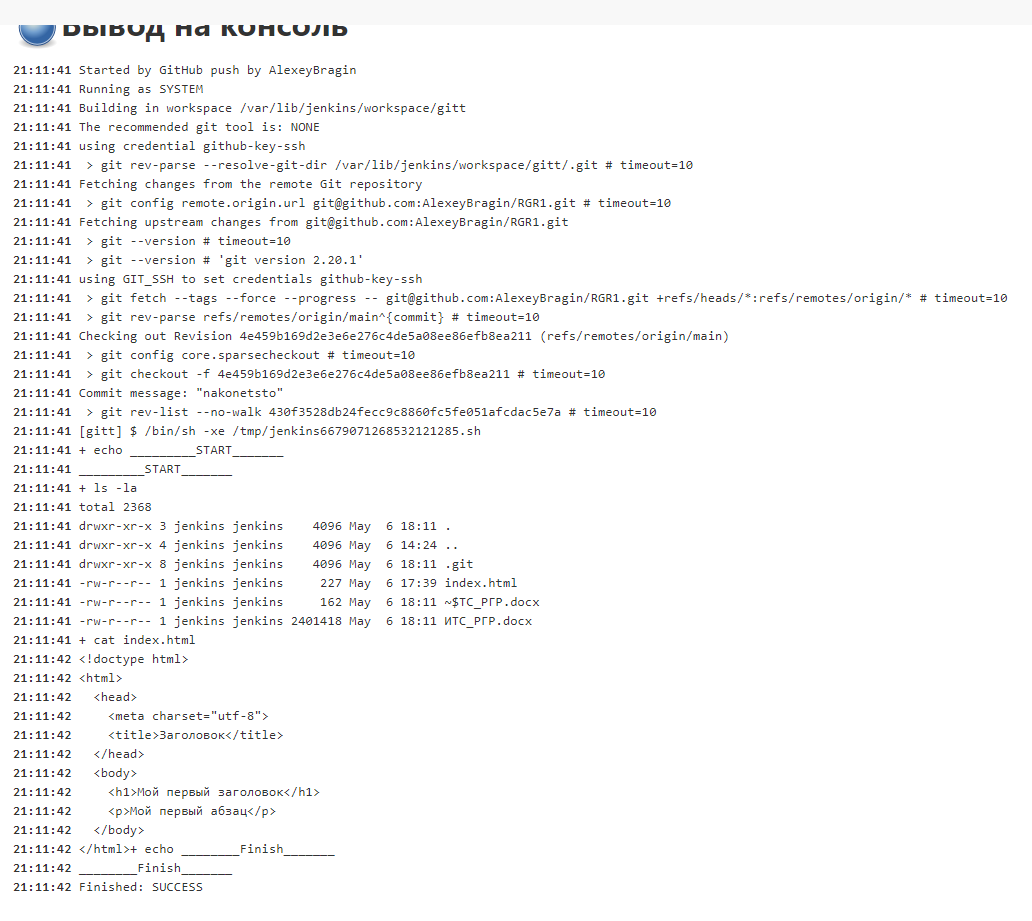 Вывод на консоль
21:11:41 Started by GitHub push by AlexeyBragin
21:11:41 Running as SYSTEM
21:11:41 Building in workspace /var/lib/jenkins/workspace/gitt
21:11:41 The recommended git tool is: NONE
21:11:41 using credential github-key-ssh
21:11:41  > git rev-parse --resolve-git-dir /var/lib/jenkins/workspace/gitt/.git # timeout=10
21:11:41 Fetching changes from the remote Git repository
21:11:41  > git config remote.origin.url git@github.com:AlexeyBragin/RGR1.git # timeout=10
21:11:41 Fetching upstream changes from git@github.com:AlexeyBragin/RGR1.git
21:11:41  > git --version # timeout=10
21:11:41  > git --version # 'git version 2.20.1'
21:11:41 using GIT_SSH to set credentials github-key-ssh
21:11:41  > git fetch --tags --force --progress -- git@github.com:AlexeyBragin/RGR1.git +refs/heads/*:refs/remotes/origin/* # timeout=10
21:11:41  > git rev-parse refs/remotes/origin/main^{commit} # timeout=10
21:11:41 Checking out Revision 4e459b169d2e3e6e276c4de5a08ee86efb8ea211 (refs/remotes/origin/main)
21:11:41  > git config core.sparsecheckout # timeout=10
21:11:41  > git checkout -f 4e459b169d2e3e6e276c4de5a08ee86efb8ea211 # timeout=10
21:11:41 Commit message: "nakonetsto"
21:11:41  > git rev-list --no-walk 430f3528db24fecc9c8860fc5fe051afcdac5e7a # timeout=10
21:11:41 [gitt] $ /bin/sh -xe /tmp/jenkins6679071268532121285.sh
21:11:41 + echo _________START_______
21:11:41 _________START_______
21:11:41 + ls -la
21:11:41 total 2368
21:11:41 drwxr-xr-x 3 jenkins jenkins    4096 May  6 18:11 .
21:11:41 drwxr-xr-x 4 jenkins jenkins    4096 May  6 14:24 ..
21:11:41 drwxr-xr-x 8 jenkins jenkins    4096 May  6 18:11 .git
21:11:41 -rw-r--r-- 1 jenkins jenkins     227 May  6 17:39 index.html
21:11:41 -rw-r--r-- 1 jenkins jenkins     162 May  6 18:11 ~$ТС_РГР.docx
21:11:41 -rw-r--r-- 1 jenkins jenkins 2401418 May  6 18:11 ИТС_РГР.docx
21:11:41 + cat index.html
21:11:42 <!doctype html>
21:11:42 <html>
21:11:42   <head>
21:11:42     <meta charset="utf-8">
21:11:42     <title>Заголовок</title>
21:11:42   </head>
21:11:42   <body>
21:11:42     <h1>Мой первый заголовок</h1>
21:11:42     <p>Мой первый абзац</p>
21:11:42   </body>
21:11:42 </html>+ echo ________Finish_______
21:11:42 ________Finish_______
21:11:42 Finished: SUCCESS